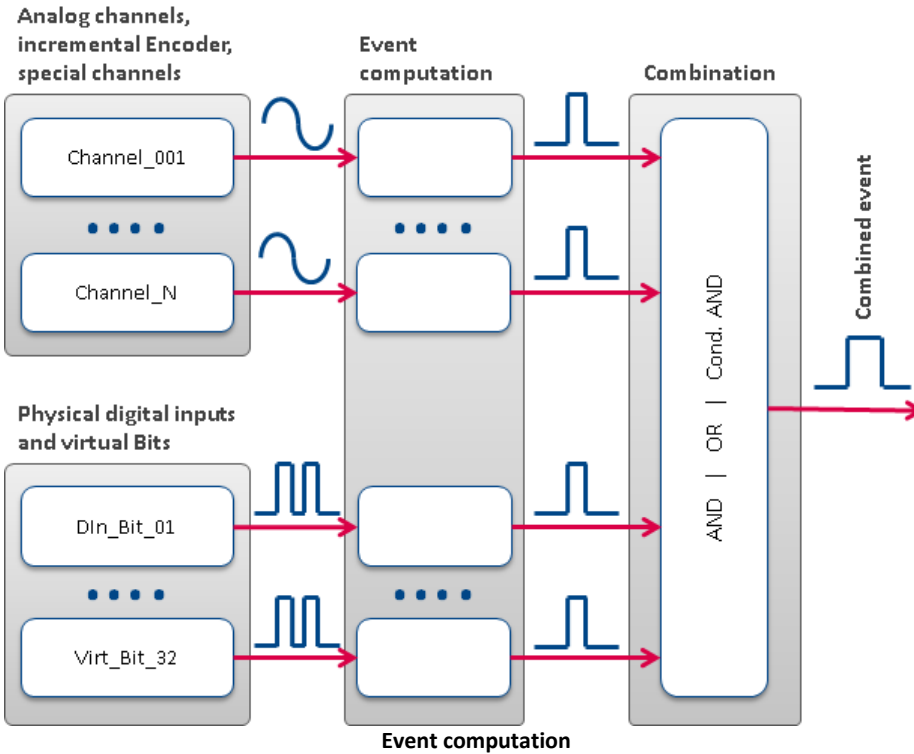 Analog channels,
incremental Encoder,
special channels
Event
computation
Combination
Channel_001
Channel_N
Physical digital inputs
and virtual Bits
DIn_Bit_01
Virt_Bit_32
AND | OR | Cond. AND
Combined event
Event computation